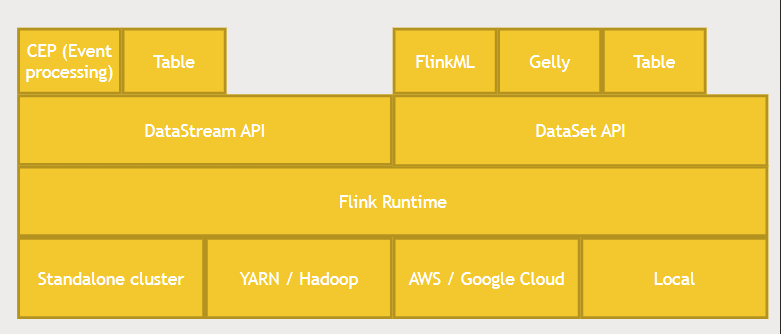 CEP (Event
processing)
Table
FlinkML
Gelly
Table
DataStream API
DataSet API
Flink Runtime
Standalone cluster
YARN / Hadoop
AWS / Google Cloud
Local